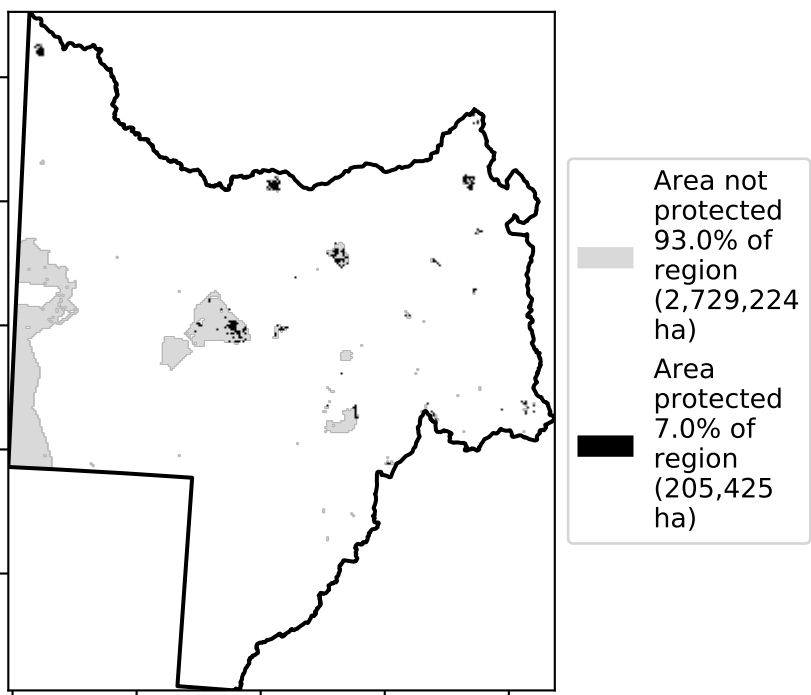 Area not
protected
93.0% of
region
(2,729,224
ha)
Area
protected
7.0% of
region
(205,425
ha)